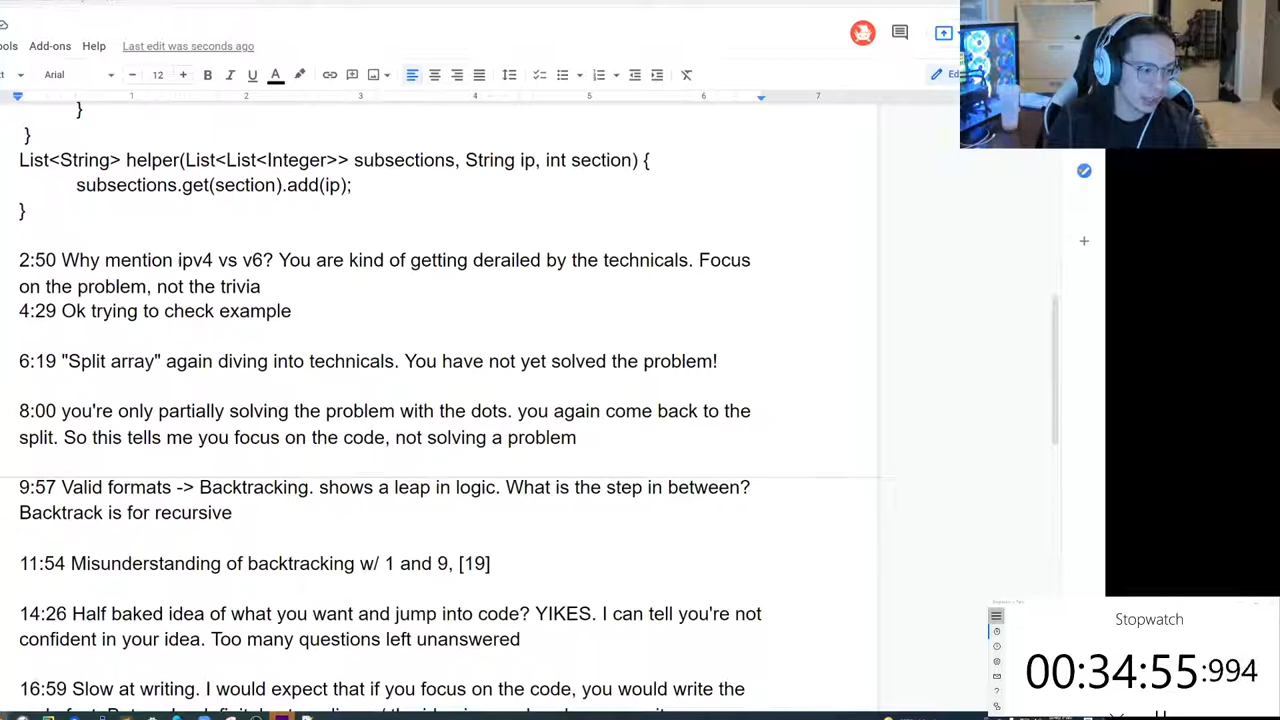 ools Add-ons Help Last edit was seconds ago
Arial 12
1 2 3 4 5 6 7
}
}
List<String> helper(List<List<Integer>> subsections, String ip, int section) {
subsections.get(section).add(ip);
}
2:50 Why mention ipv4 vs v6? You are kind of getting derailed by the technicals. Focus
on the problem, not the trivia
4:29 Ok trying to check example
6:19 "Split array" again diving into technicals. You have not yet solved the problem!
8:00 you're only partially solving the problem with the dots. you again come back to the
split. So this tells me you focus on the code, not solving a problem
9:57 Valid formats -> Backtracking. shows a leap in logic. What is the step in between?
Backtrack is for recursive
11:54 Misunderstanding of backtracking w/ 1 and 9, [19]
14:26 Half baked idea of what you want and jump into code? YIKES. I can tell you're not
confident in your idea. Too many questions left unanswered
16:59 Slow at writing. I would expect that if you focus on the code, you would write the
Stopwatch
00:34:55:994